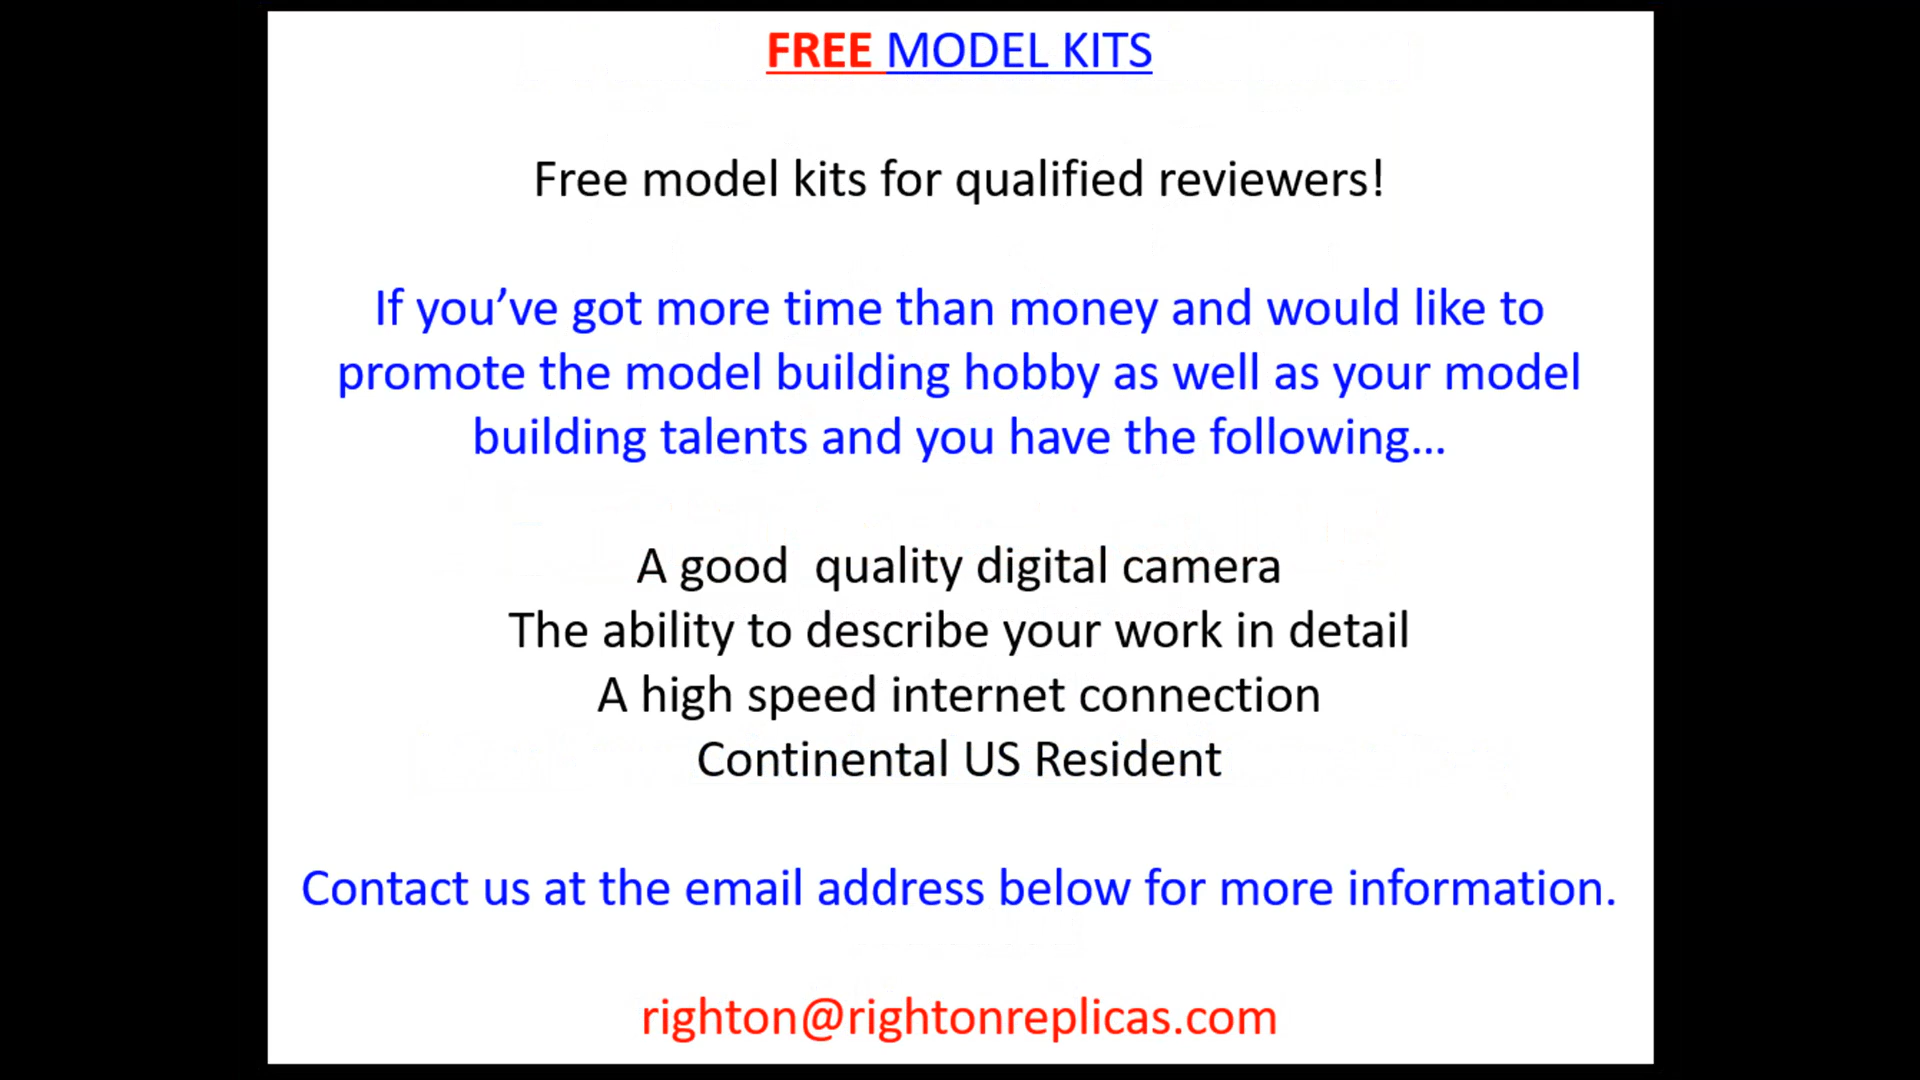 FREE MODEL KITS
Free model kits for qualified reviewers!
If you’ve got more time than money and would like to
promote the model building hobby as well as your model
building talents and you have the following…
A good  quality digital camera
The ability to describe your work in detail
A high speed internet connection
Continental US Resident
Contact us at the email address below for more information.
righton@rightonreplicas.com